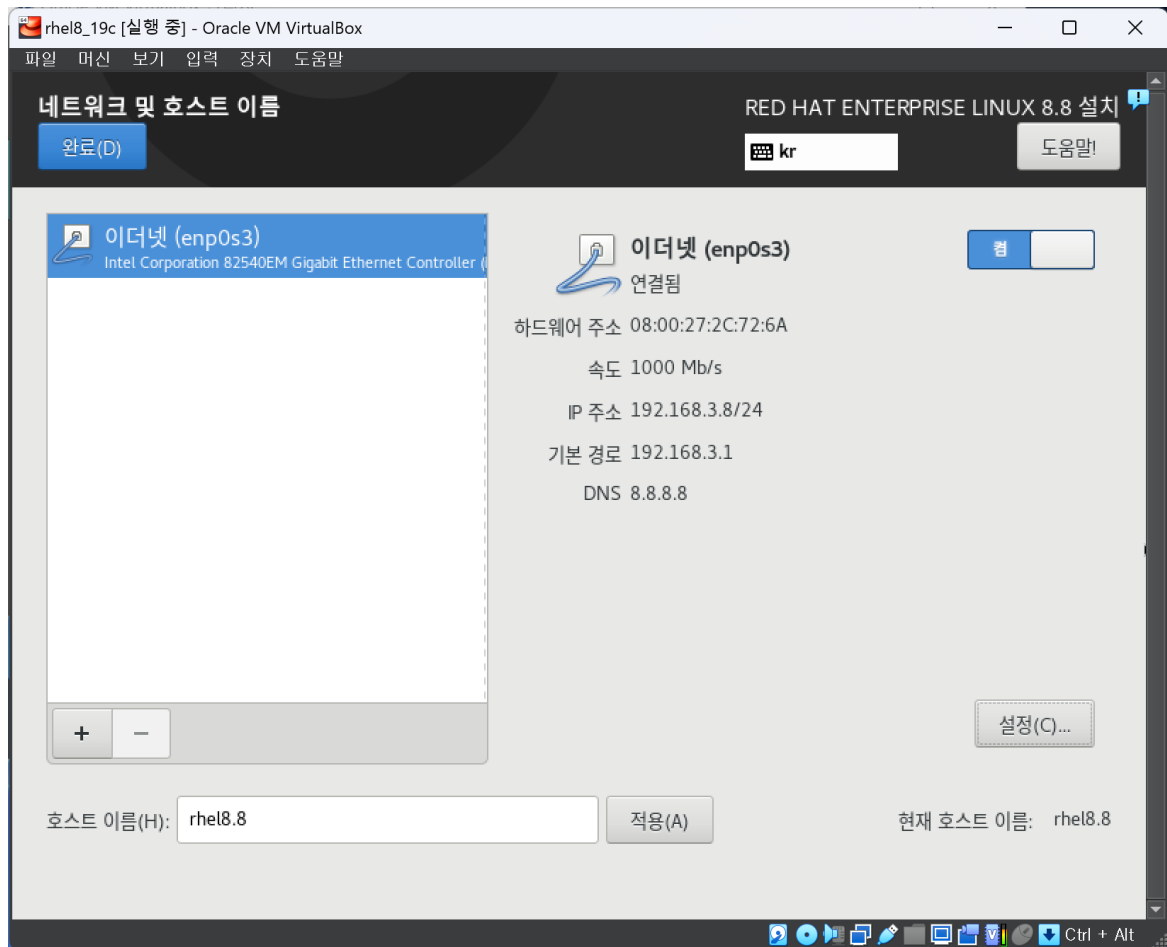 rhel8_19c [실행 중] - Oracle VM VirtualBox
파일 머신 보기 입력 장치 도움말
네트워크 및 호스트 이름
RED HAT ENTERPRISE LINUX 8.8 설치
완료(D)
kr
도움말!
이더넷 (enp0s3)
Intel Corporation 82540EM Gigabit Ethernet Controller (
이더넷 (enp0s3)
연결됨
켬
하드웨어 주소 08:00:27:2C:72:6A
속도 1000 Mb/s
IP 주소 192.168.3.8/24
기본 경로 192.168.3.1
DNS 8.8.8.8
+ −
설정(C)...
호스트 이름(H): rhel8.8
적용(A)
현재 호스트 이름: rhel8.8
Ctrl + Alt